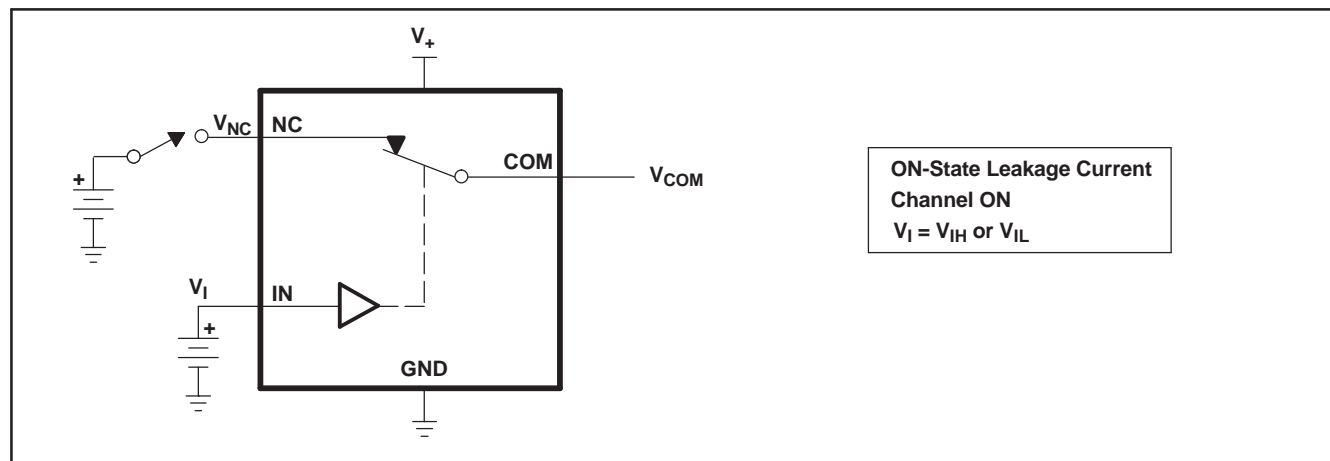 V+
VNC NC
COM
VCOM
+
VI IN
+
GND
ON-State Leakage Current
Channel ON
VI = VIH or VIL